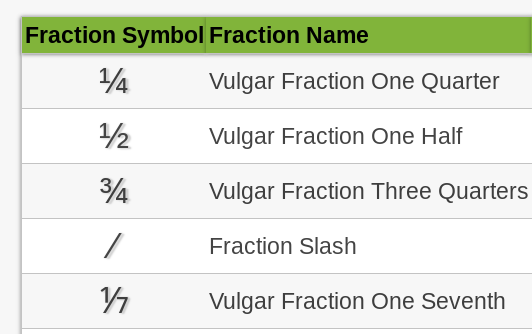 Fraction Symbol Fraction Name
¼ Vulgar Fraction One Quarter
½ Vulgar Fraction One Half
¾ Vulgar Fraction Three Quarters
⁄ Fraction Slash
⅐ Vulgar Fraction One Seventh